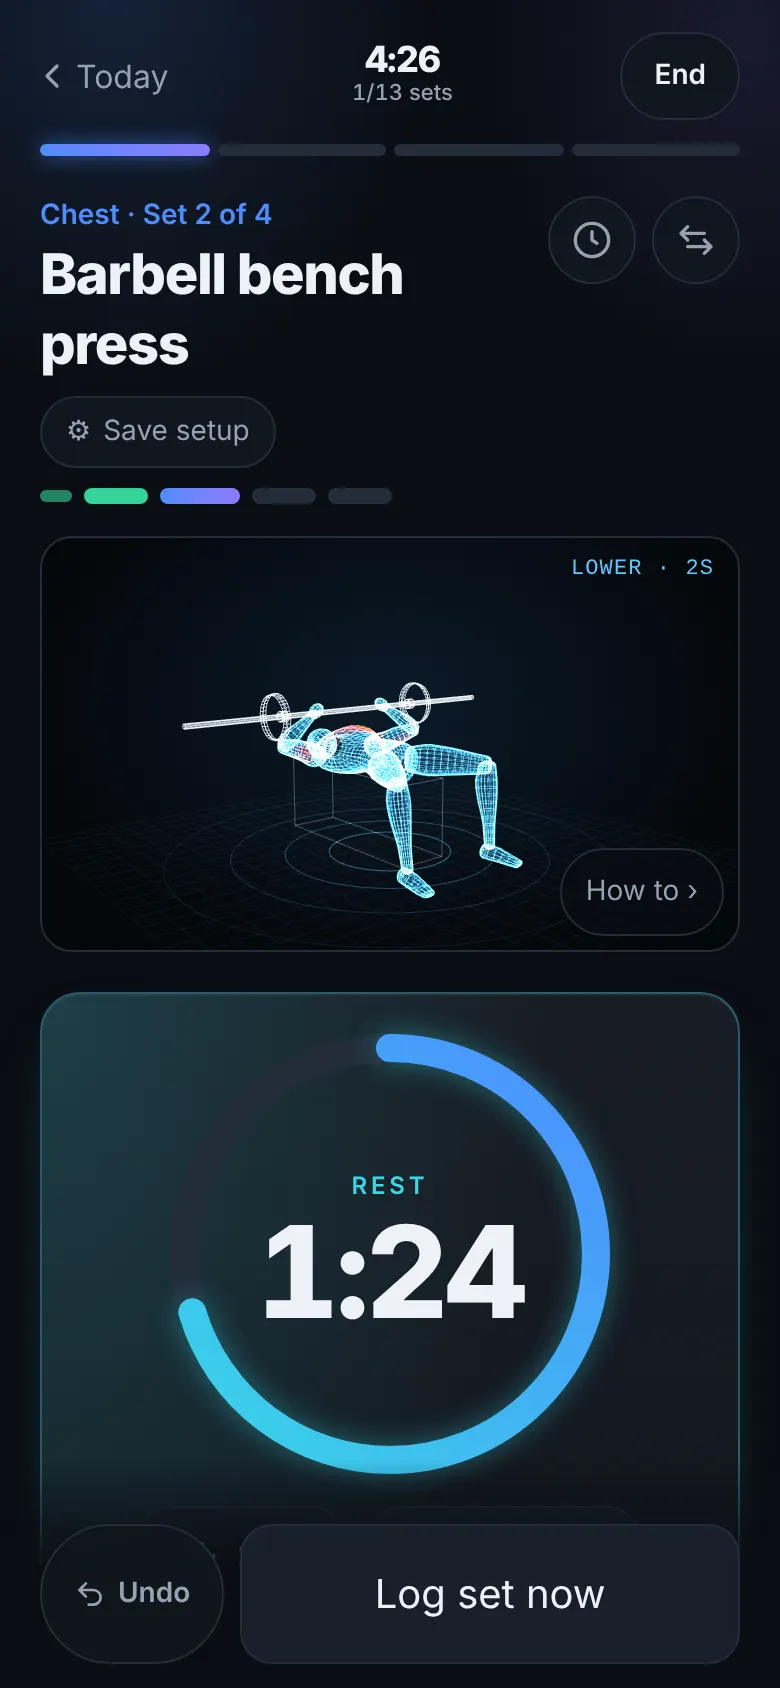 Today
4:26
1/13 sets
End
Chest · Set 2 of 4
Barbell bench
press
Save setup
LOWER · 2S
How to ›
REST
1:24
Undo
Log set now